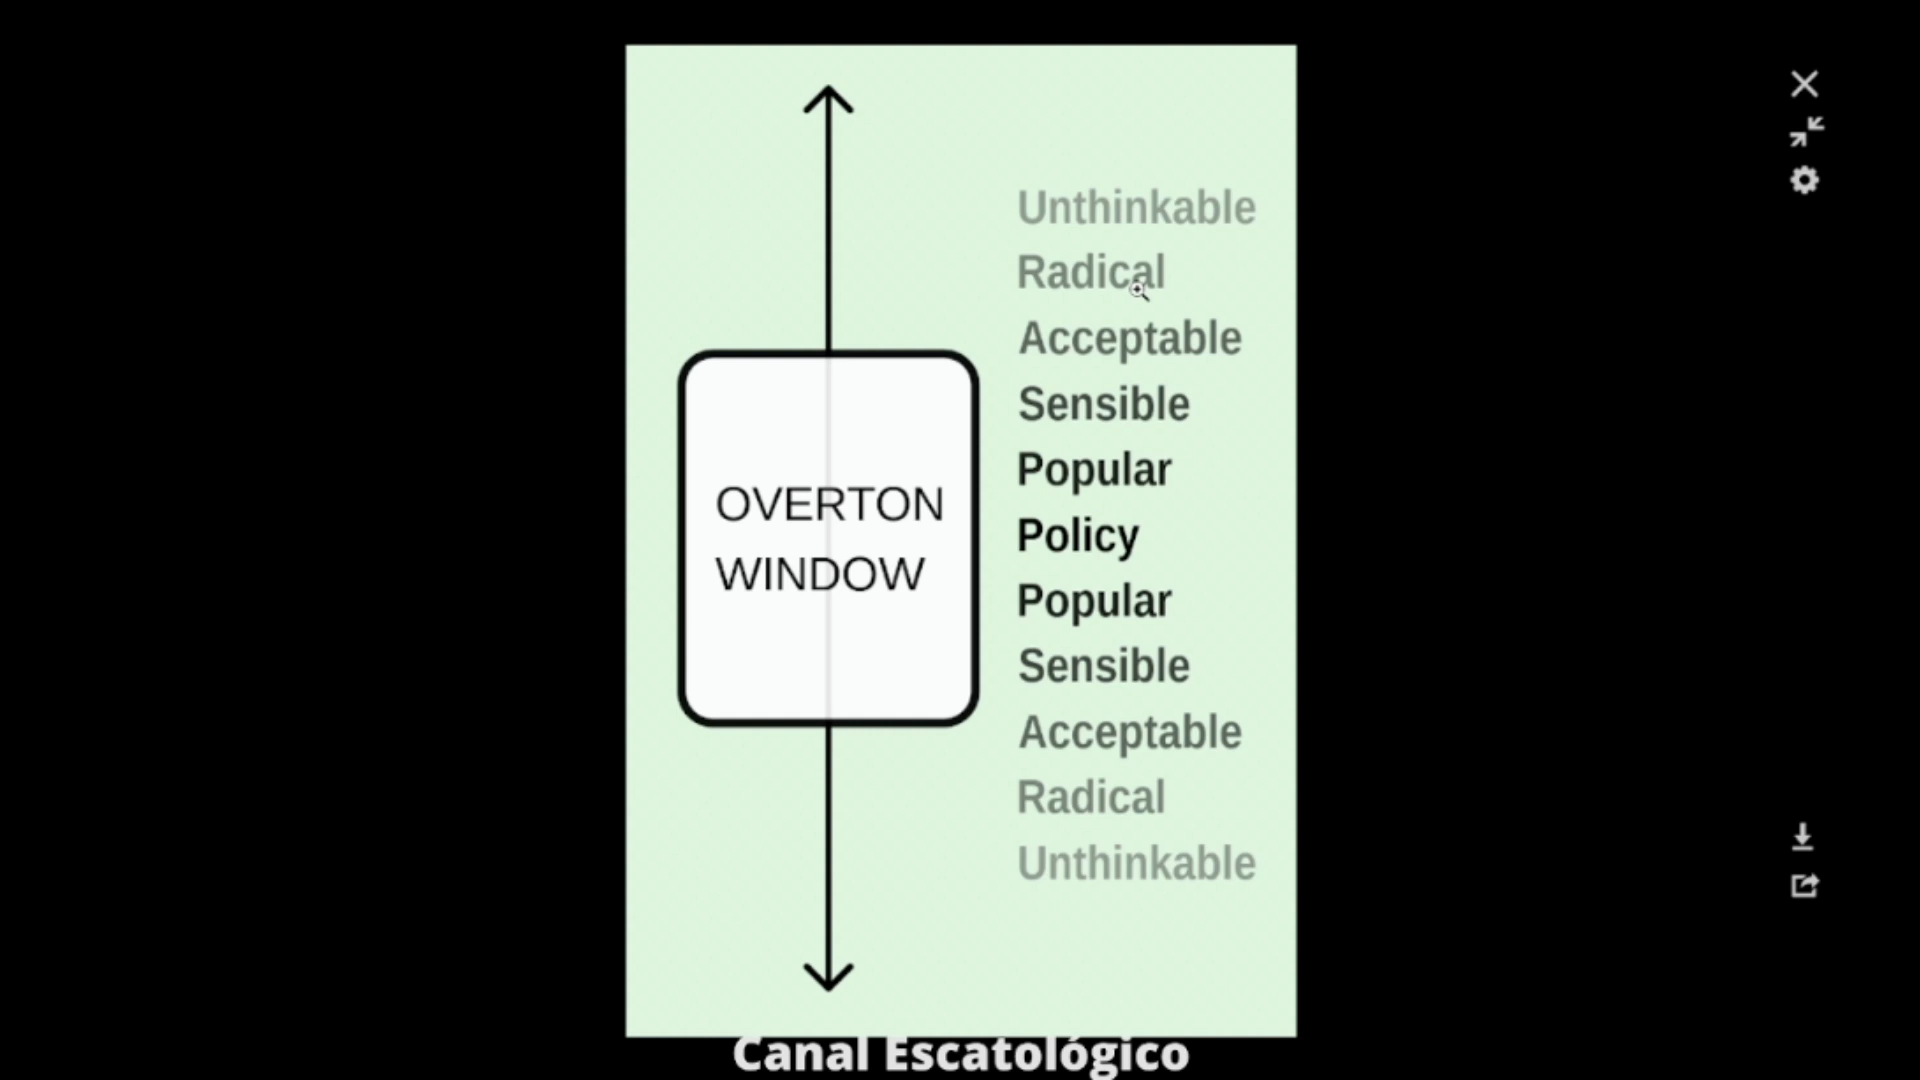 Unthinkable
Radical
Acceptable
Sensible
Popular
OVERTON
WINDOW
Policy
Popular
Sensible
Acceptable
Radical
Unthinkable
Canal Escatológico